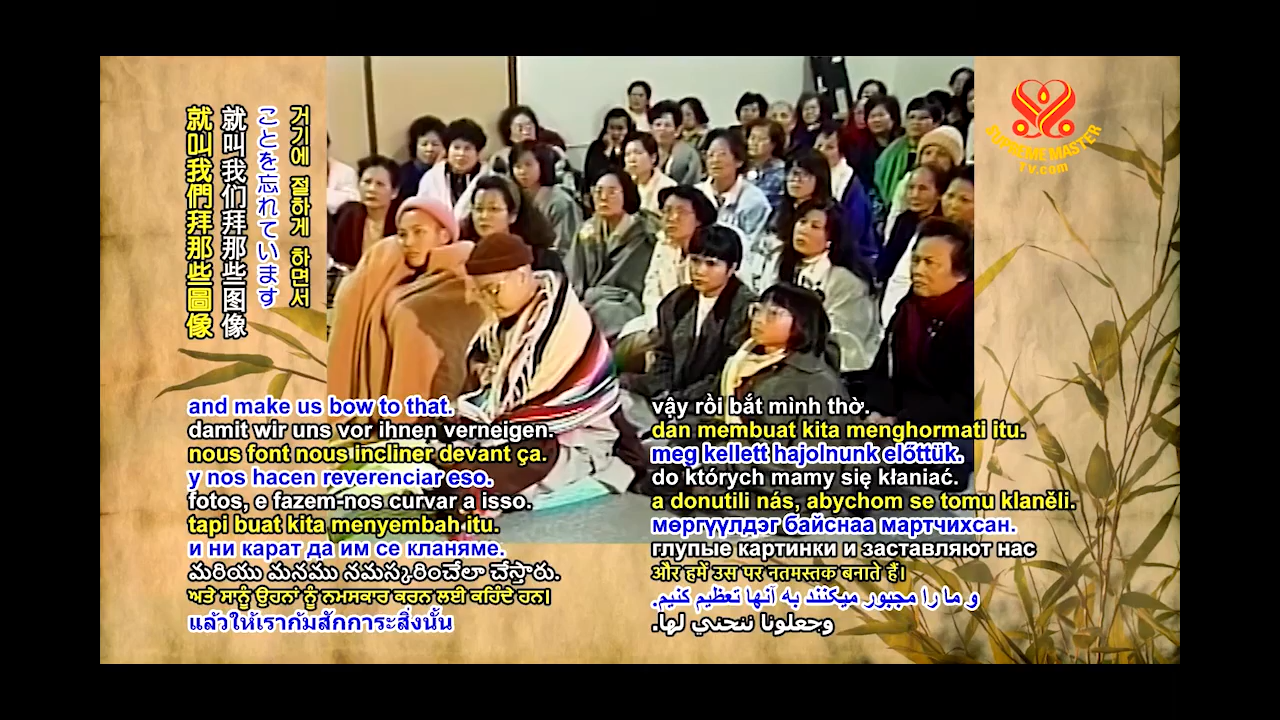 거기에 절하게 하면서
ことを忘れています
就叫我们拜那些图像
就叫我們拜那些圖像
SUPREME MASTER
TV.com
and make us bow to that.
damit wir uns vor ihnen verneigen.
nous font nous incliner devant ça.
y nos hacen reverenciar eso.
fotos, e fazem-nos curvar a isso.
tapi buat kita menyembah itu.
и ни карат да им се кланяме.
మరియు మనము నమస్కరించేలా చేస్తారు.
ਅਤੇ ਸਾਨੂੰ ਉਹਨਾਂ ਨੂੰ ਨਮਸਕਾਰ ਕਰਨ ਲਈ ਕਹਿੰਦੇ ਹਨ।
แล้วให้เราก้มสักการะสิ่งนั้น
vậy rồi bắt mình thờ.
dan membuat kita menghormati itu.
meg kellett hajolnunk előttük.
do których mamy się kłaniać.
a donutili nás, abychom se tomu klaněli.
мөргүүлдэг байснаа мартчихсан.
глупые картинки и заставляют нас
और हमें उस पर नतमस्तक बनाते हैं।
و ما را مجبور میکنند به آنها تعظیم کنیم.
وجعلونا ننحني لها.